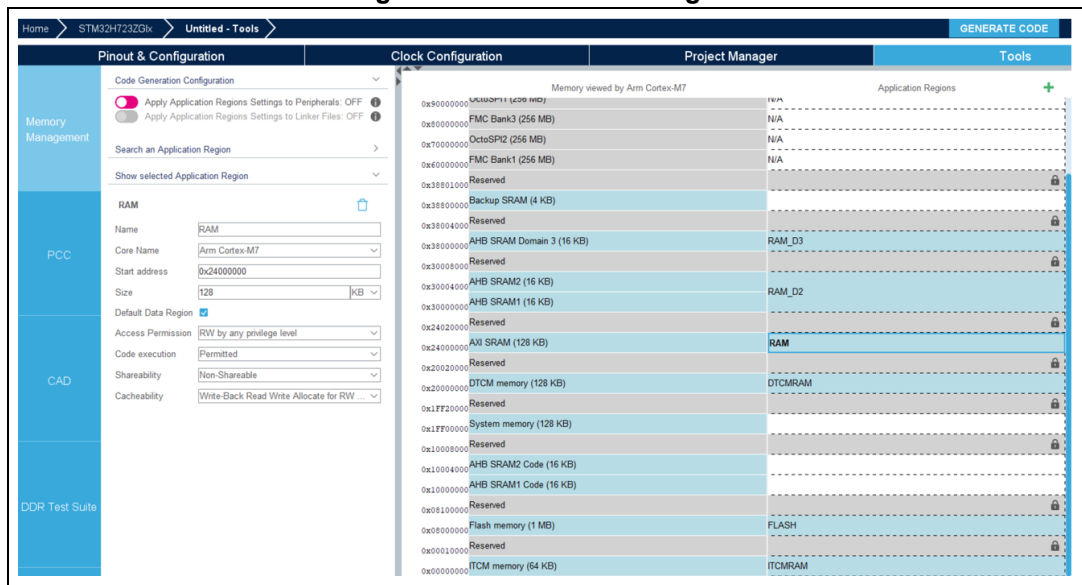 Home STM32H723ZGIx Untitled - Tools GENERATE CODE
Pinout & Configuration Clock Configuration Project Manager Tools
Memory Management
PCC
CAD
DDR Test Suite
Code Generation Configuration
Apply Application Regions Settings to Peripherals: OFF
Apply Application Regions Settings to Linker Files: OFF
Search an Application Region
Show selected Application Region
RAM
Name RAM
Core Name Arm Cortex-M7
Start address 0x24000000
Size 128 KB
Default Data Region
Access Permission RW by any privilege level
Code execution Permitted
Shareability Non-Shareable
Cacheability Write-Back Read Write Allocate for RW ...
Memory viewed by Arm Cortex-M7 Application Regions
0x90000000 OctoSPI1 (256 MB) N/A
0x80000000 FMC Bank3 (256 MB) N/A
0x70000000 OctoSPI2 (256 MB) N/A
0x60000000 FMC Bank1 (256 MB) N/A
0x38801000 Reserved
0x38800000 Backup SRAM (4 KB)
0x38004000 Reserved
0x38000000 AHB SRAM Domain 3 (16 KB) RAM_D3
0x30008000 Reserved
0x30004000 AHB SRAM2 (16 KB)
RAM_D2
0x30000000 AHB SRAM1 (16 KB)
0x24020000 Reserved
0x24000000 AXI SRAM (128 KB) RAM
0x20020000 Reserved
0x20000000 DTCM memory (128 KB) DTCMRAM
0x1FF20000 Reserved
0x1FF00000 System memory (128 KB)
0x10008000 Reserved
0x10004000 AHB SRAM2 Code (16 KB)
0x10000000 AHB SRAM1 Code (16 KB)
0x08100000 Reserved
0x08000000 Flash memory (1 MB) FLASH
0x00010000 Reserved
0x00000000 ITCM memory (64 KB) ITCMRAM